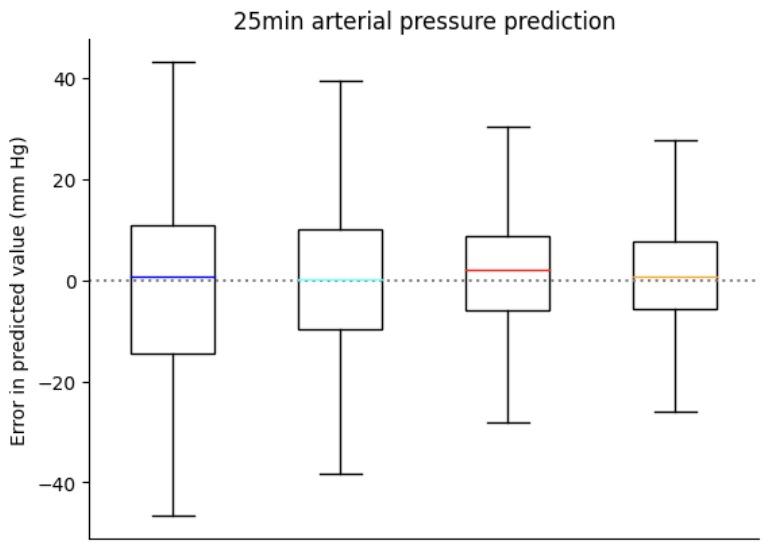 25min arterial pressure prediction
Error in predicted value (mm Hg)
40
20
0
−20
−40